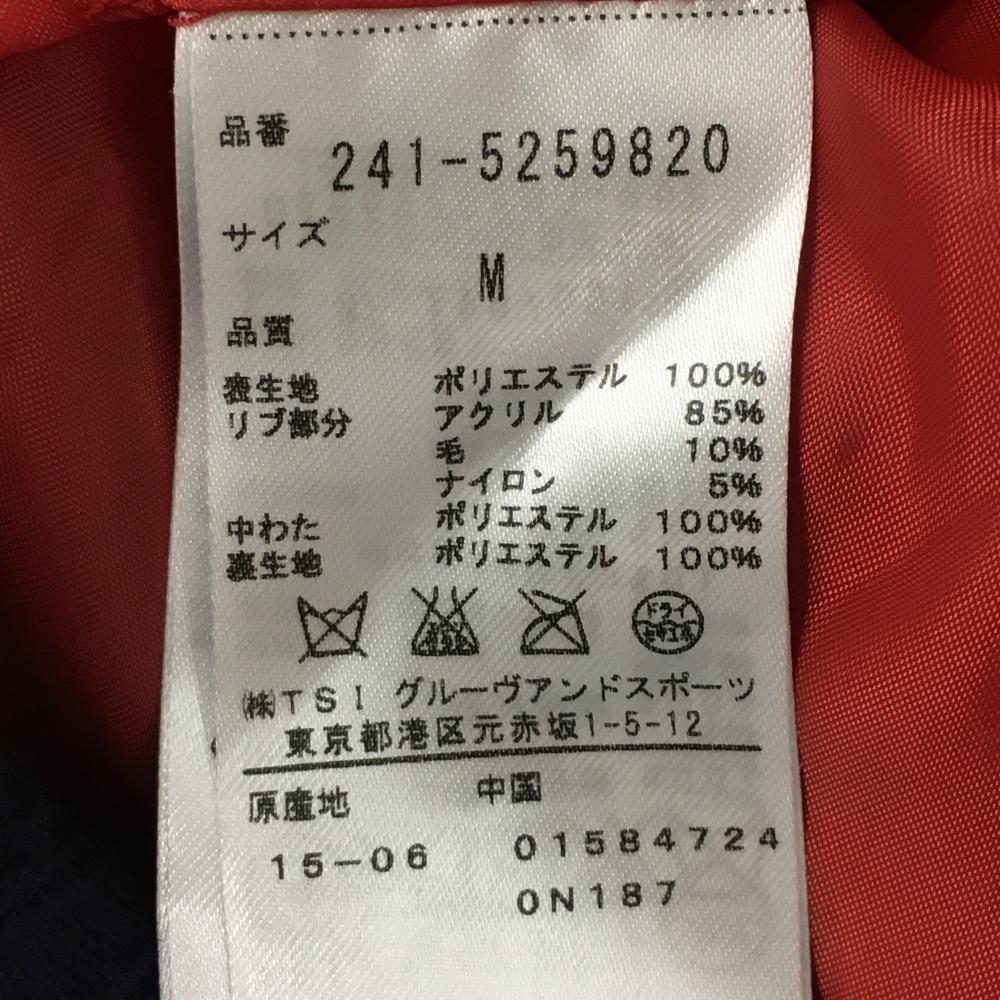 品番
241-5259820
サイズ
M
品質
表生地 ポリエステル 100%
リブ部分 アクリル 85%
毛 10%
ナイロン 5%
中わた ポリエステル 100%
裏生地 ポリエステル 100%
ドライ
セキユ系
㈱TSI グルーヴアンドスポーツ
東京都港区元赤坂1-5-12
原産地 中国
15-06 01584724
0N187